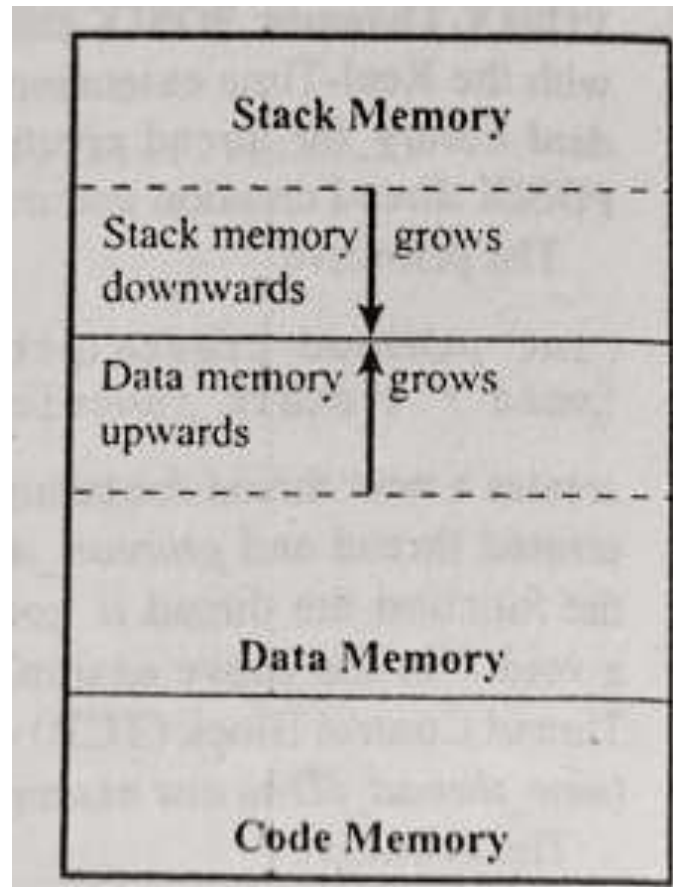 Stack Memory
Stack memory grows
downwards
Data memory grows
upwards
Data Memory
Code Memory